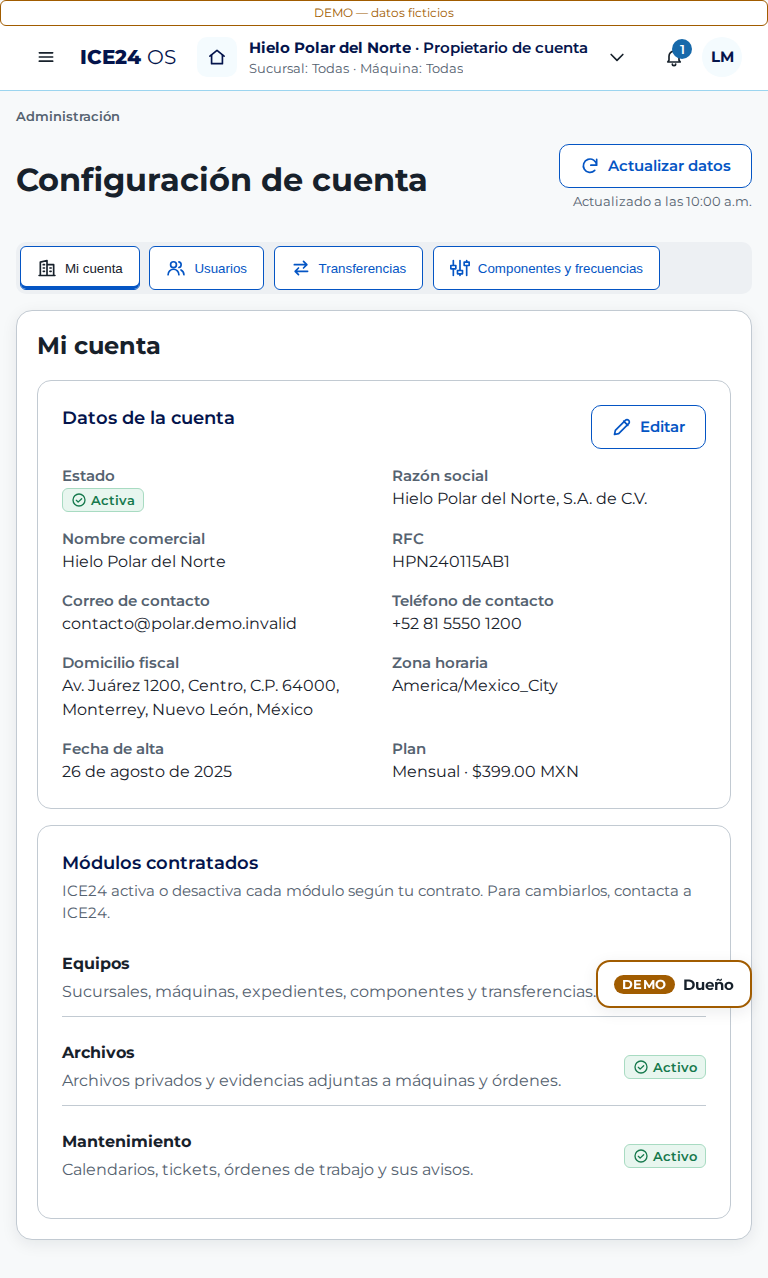 DEMO — datos ficticios
ICE24 OS
Hielo Polar del Norte · Propietario de cuenta
Sucursal: Todas · Máquina: Todas
1
LM
Administración
Configuración de cuenta
Actualizar datos
Actualizado a las 10:00 a.m.
Mi cuenta
Usuarios
Transferencias
Componentes y frecuencias
Mi cuenta
Datos de la cuenta
Editar
Estado
Activa
Razón social
Hielo Polar del Norte, S.A. de C.V.
Nombre comercial
Hielo Polar del Norte
RFC
HPN240115AB1
Correo de contacto
contacto@polar.demo.invalid
Teléfono de contacto
+52 81 5550 1200
Domicilio fiscal
Av. Juárez 1200, Centro, C.P. 64000,
Monterrey, Nuevo León, México
Zona horaria
America/Mexico_City
Fecha de alta
26 de agosto de 2025
Plan
Mensual · $399.00 MXN
Módulos contratados
ICE24 activa o desactiva cada módulo según tu contrato. Para cambiarlos, contacta a
ICE24.
Equipos
Sucursales, máquinas, expedientes, componentes y transferencias.
DEMO Dueño
Archivos
Archivos privados y evidencias adjuntas a máquinas y órdenes.
Activo
Mantenimiento
Calendarios, tickets, órdenes de trabajo y sus avisos.
Activo